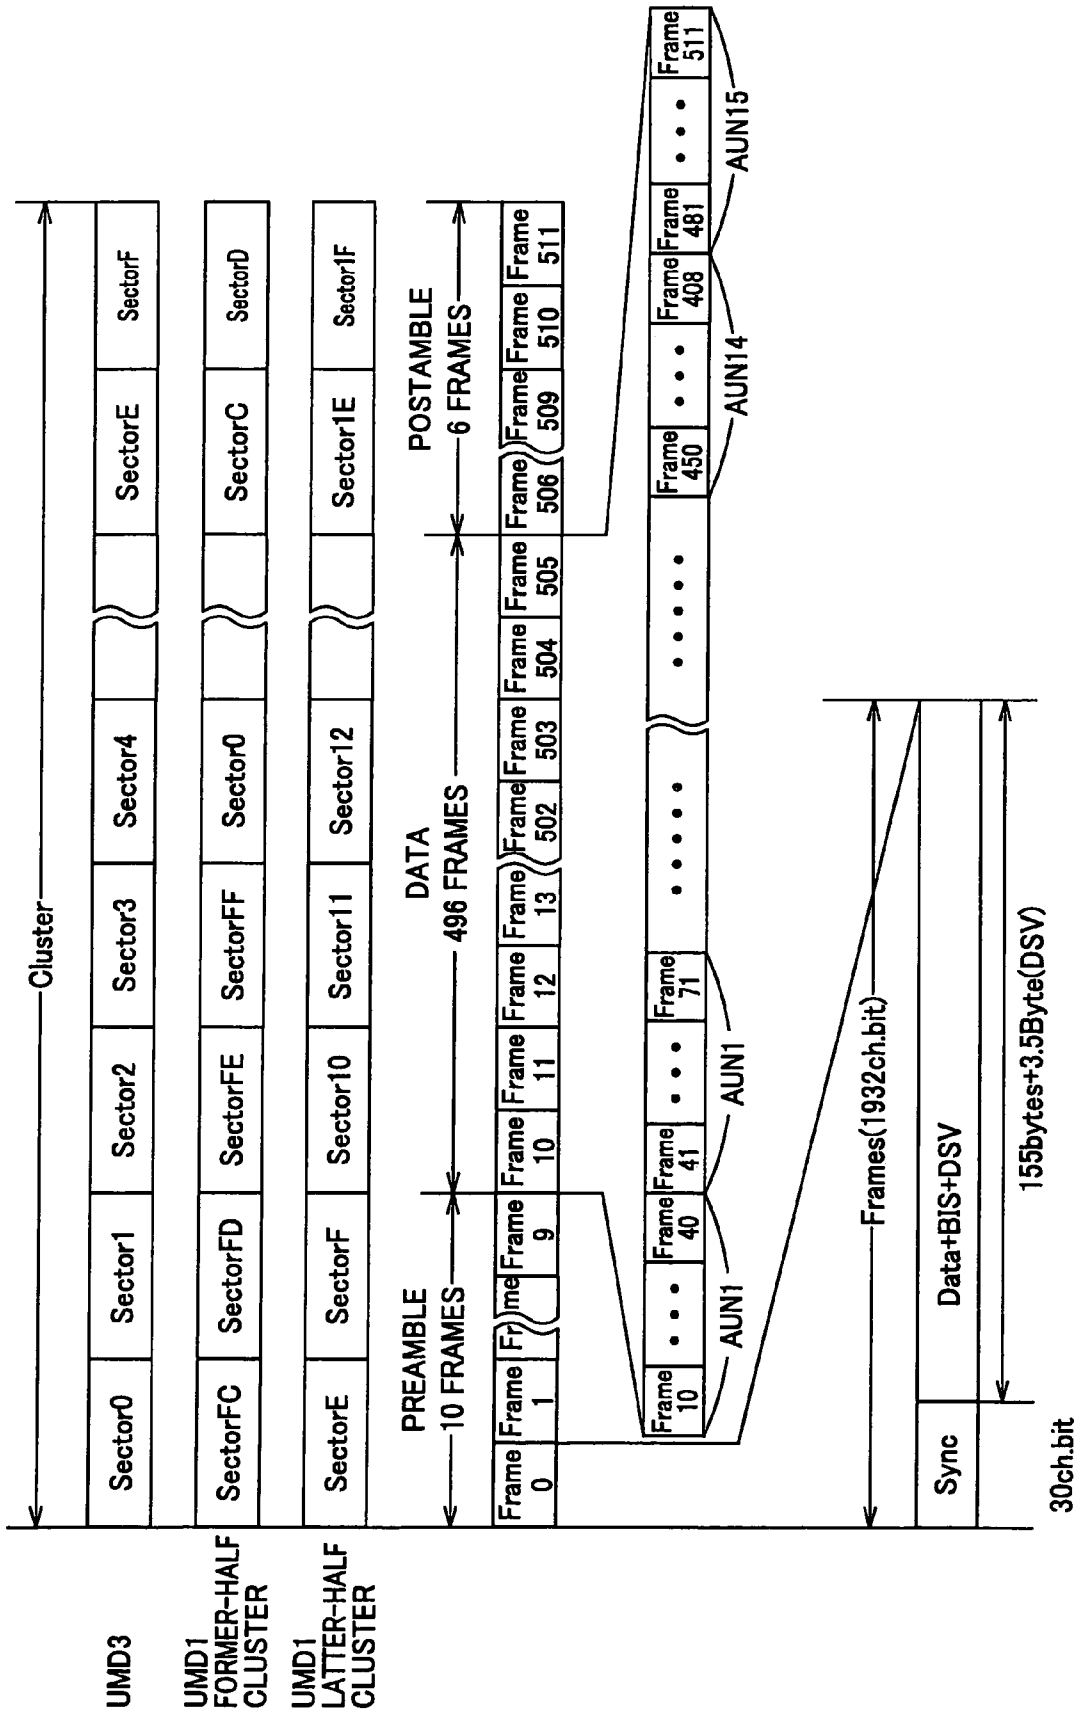 Cluster
UMD3
Sector0
Sector1
Sector2
Sector3
Sector4
SectorE
SectorF
UMD1
FORMER-HALF
CLUSTER
SectorFC
SectorFD
SectorFE
SectorFF
Sector0
SectorC
SectorD
UMD1
LATTER-HALF
CLUSTER
SectorE
SectorF
Sector10
Sector11
Sector12
Sector1E
Sector1F
PREAMBLE
10 FRAMES
DATA
496 FRAMES
POSTAMBLE
6 FRAMES
Frame
0
Frame
1
Fr me
Frame
9
Frame
10
Frame
11
Frame
12
Frame
13
Frame
502
Frame
503
Frame
504
Frame
505
Frame
506
Frame
509
Frame
510
Frame
511
Frame
10
•••
Frame
40
Frame
41
•••
Frame
71
•••••
•••••
Frame
450
•••
Frame
408
Frame
481
•••
Frame
511
AUN1
AUN1
AUN14
AUN15
Frames(1932ch.bit)
Sync
Data+BIS+DSV
155bytes+3.5Byte(DSV)
30ch.bit